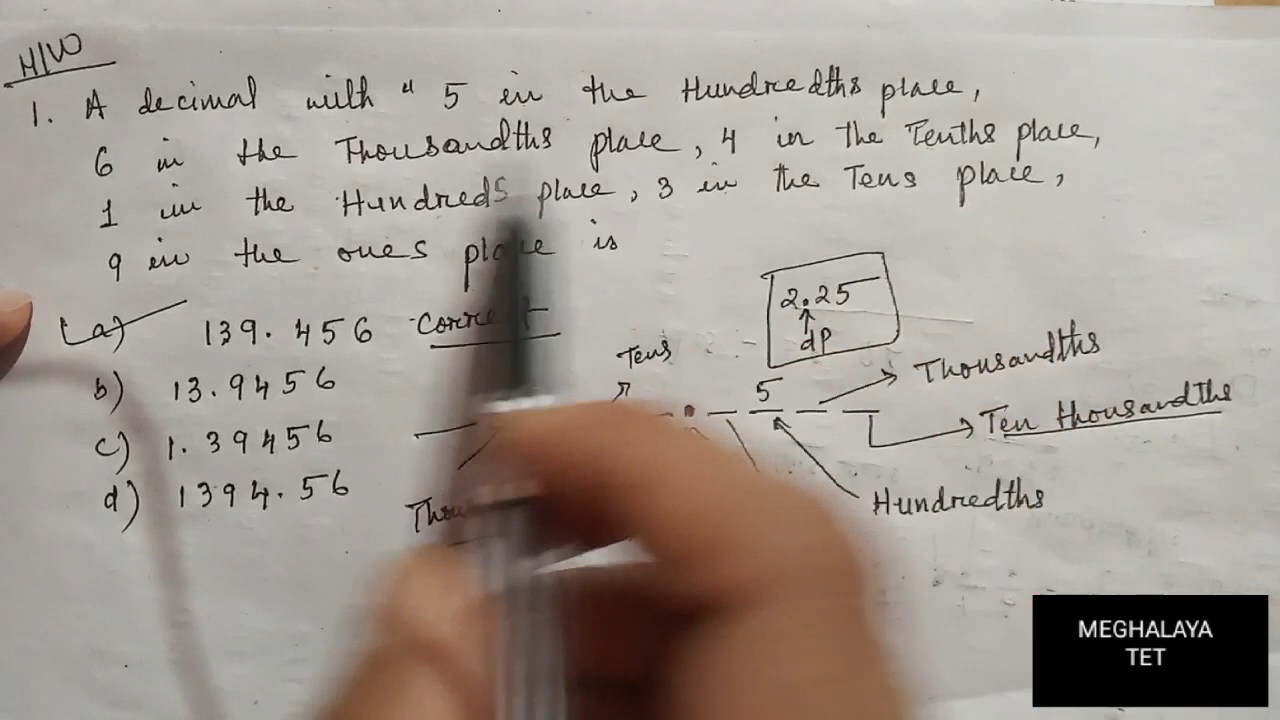 H/W
1. A decimal with " 5 in the Hundredths place,
6 in the Thousandths place, 4 in the Tenths place,
1 in the Hundreds place, 3 in the Tens place,
9 in the ones place is
(a) 139.456
b) 13.9456
c) 1.39456
d) 1394.56
2.25
dp
Tens
5
Thousandths
Ten thousandths
Hundredths
MEGHALAYA
TET